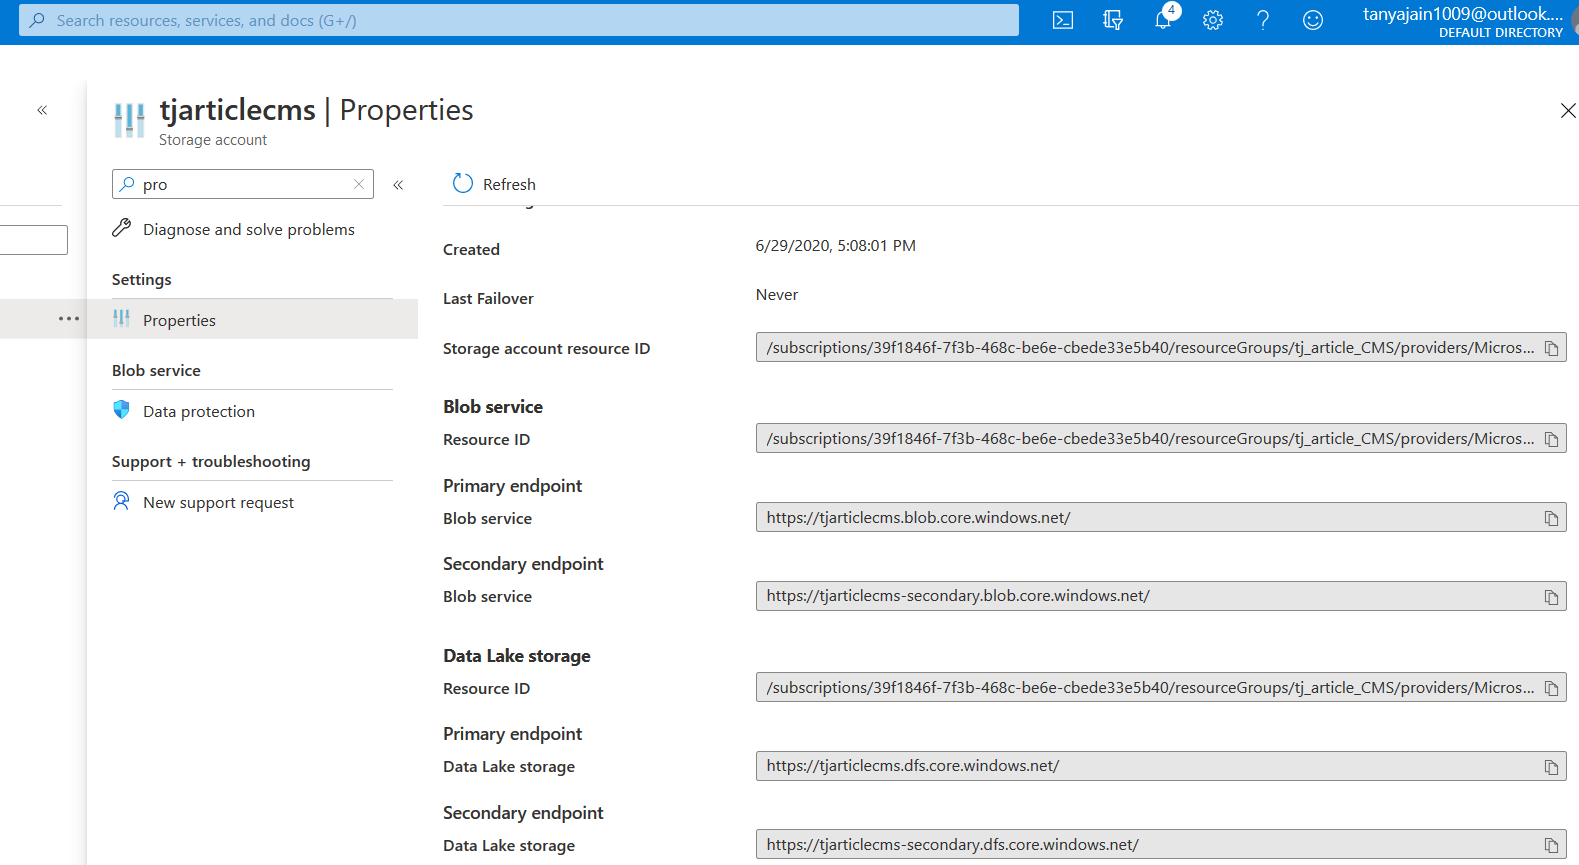 Search resources, services, and docs (G+/)
4
tanyajain1009@outlook....
DEFAULT DIRECTORY
tjarticlecms | Properties
Storage account
pro
Refresh
Diagnose and solve problems
Settings
Properties
Blob service
Data protection
Support + troubleshooting
New support request
Created
6/29/2020, 5:08:01 PM
Last Failover
Never
Storage account resource ID
/subscriptions/39f1846f-7f3b-468c-be6e-cbede33e5b40/resourceGroups/tj_article_CMS/providers/Micros...
Blob service
Resource ID
/subscriptions/39f1846f-7f3b-468c-be6e-cbede33e5b40/resourceGroups/tj_article_CMS/providers/Micros...
Primary endpoint
Blob service
https://tjarticlecms.blob.core.windows.net/
Secondary endpoint
Blob service
https://tjarticlecms-secondary.blob.core.windows.net/
Data Lake storage
Resource ID
/subscriptions/39f1846f-7f3b-468c-be6e-cbede33e5b40/resourceGroups/tj_article_CMS/providers/Micros...
Primary endpoint
Data Lake storage
https://tjarticlecms.dfs.core.windows.net/
Secondary endpoint
Data Lake storage
https://tjarticlecms-secondary.dfs.core.windows.net/